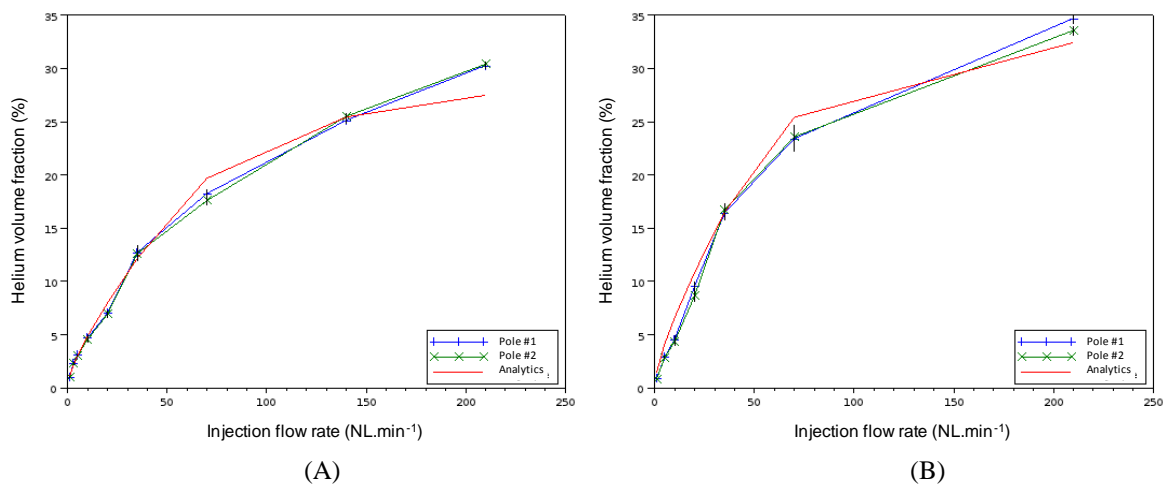 35
30
25
20
15
10
5
0
Helium volume fraction (%)
Pole #1
Pole #2
Analytics
0
50
100
150
200
250
Injection flow rate (NL.min⁻¹)
(A)
35
30
25
20
15
10
5
0
Helium volume fraction (%)
Pole #1
Pole #2
Analytics
0
50
100
150
200
250
Injection flow rate (NL.min⁻¹)
(B)